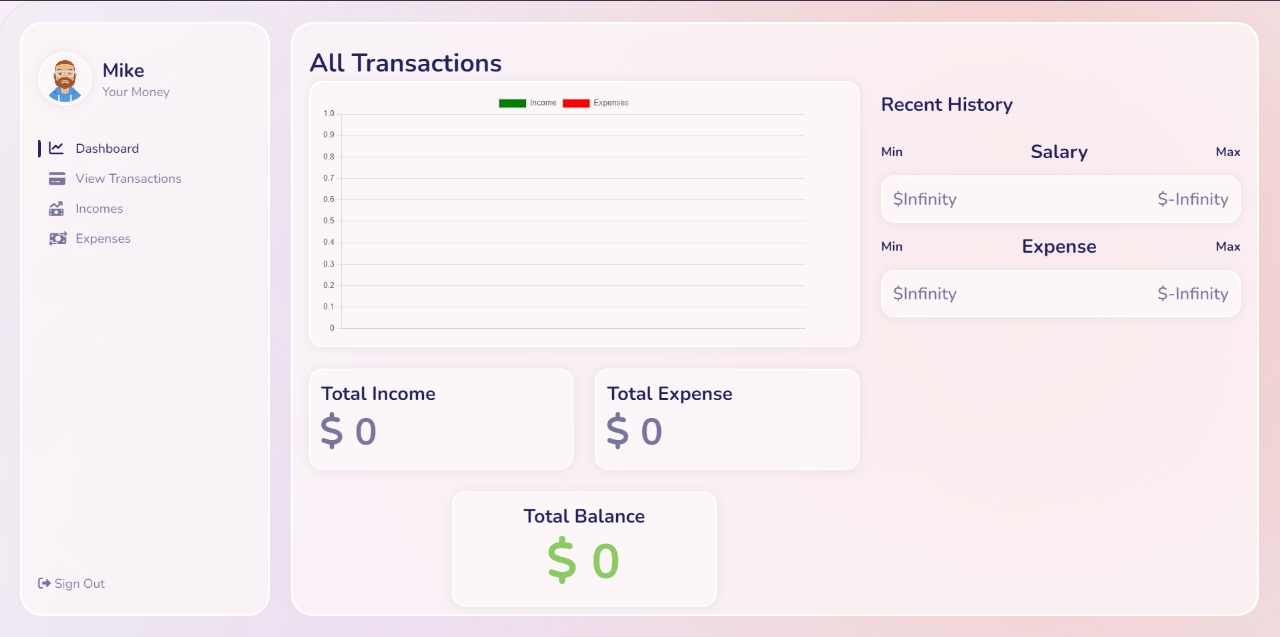 Mike
Your Money
Dashboard
View Transactions
Incomes
Expenses
Sign Out
All Transactions
Income Expenses
1.0
0.9
0.8
0.7
0.6
0.5
0.4
0.3
0.2
0.1
0
Total Income
$ 0
Total Expense
$ 0
Total Balance
$ 0
Recent History
Min Salary Max
$Infinity $-Infinity
Min Expense Max
$Infinity $-Infinity